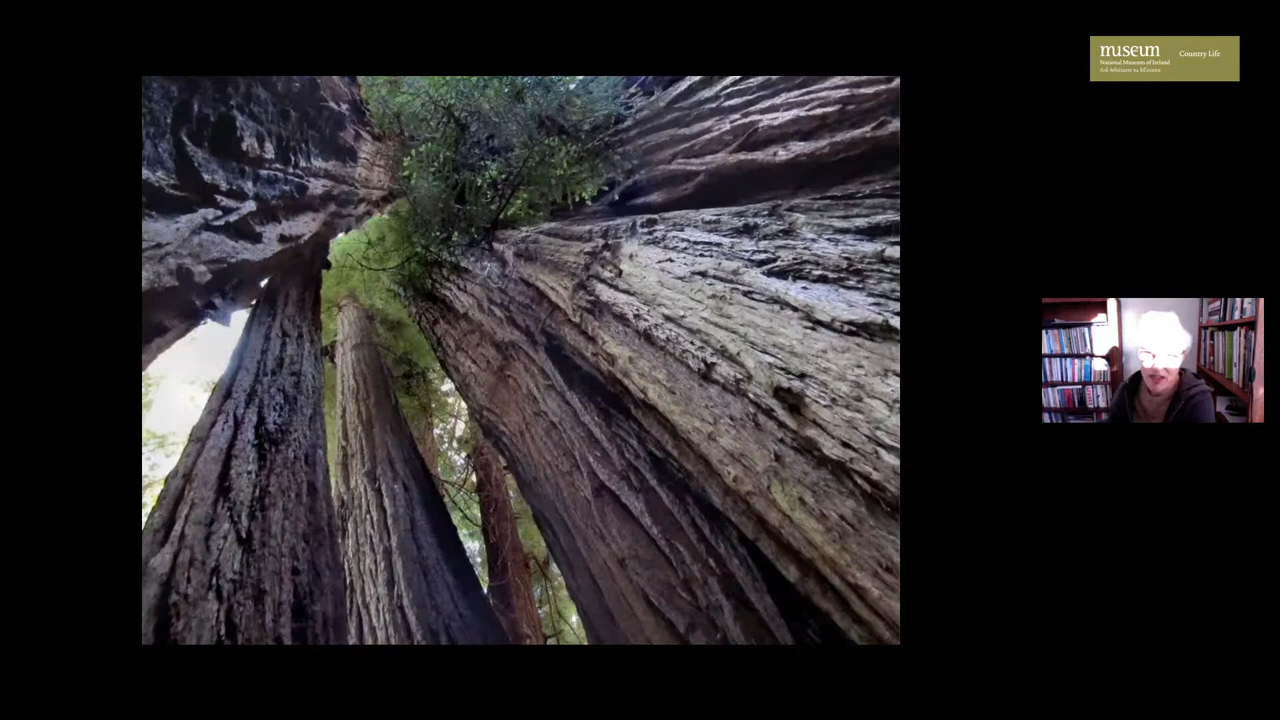 museum Country Life
National Museum of Ireland
Ard-Mhúsaem na hÉireann